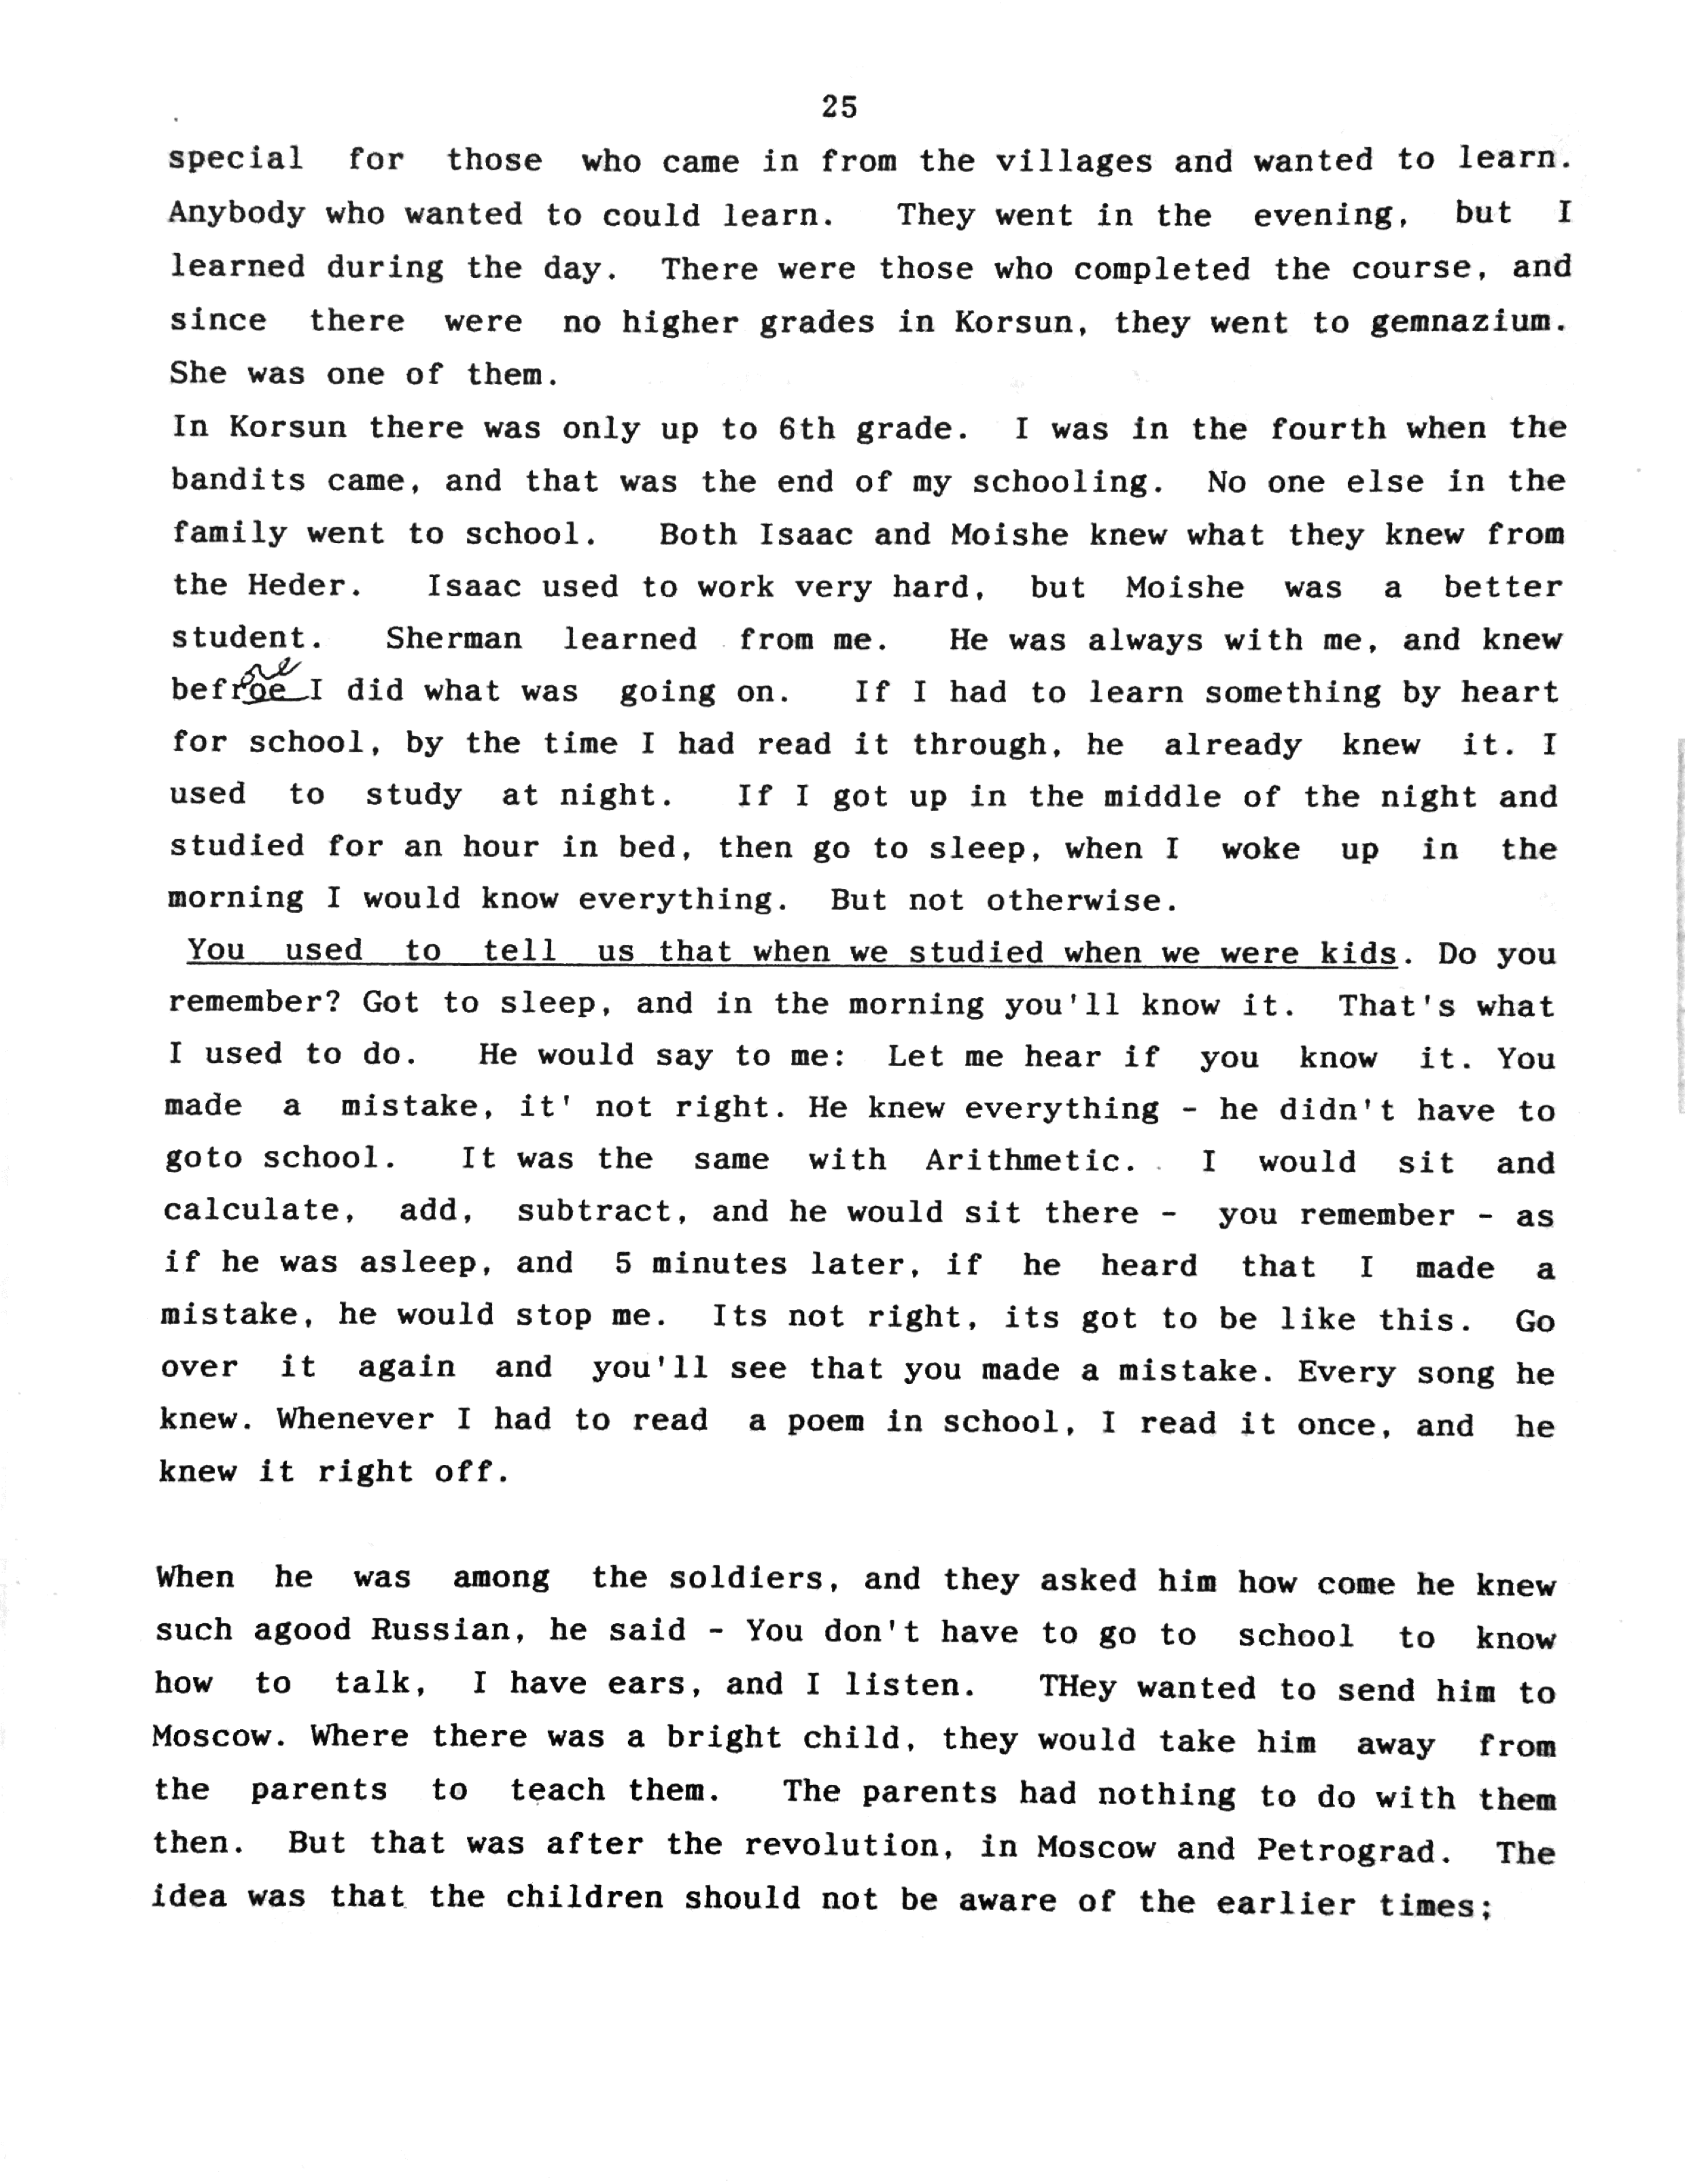 25
special for those who came in from the villages and wanted to learn.
Anybody who wanted to could learn. They went in the evening, but I
learned during the day. There were those who completed the course, and
since there were no higher grades in Korsun, they went to gemnazium.
She was one of them.
In Korsun there was only up to 6th grade. I was in the fourth when the
bandits came, and that was the end of my schooling. No one else in the
family went to school. Both Isaac and Moishe knew what they knew from
the Heder. Isaac used to work very hard, but Moishe was a better
student. Sherman learned from me. He was always with me, and knew
befroe I did what was going on. If I had to learn something by heart
for school, by the time I had read it through, he already knew it. I
used to study at night. If I got up in the middle of the night and
studied for an hour in bed, then go to sleep, when I woke up in the
morning I would know everything. But not otherwise.
You used to tell us that when we studied when we were kids. Do you
remember? Got to sleep, and in the morning you'll know it. That's what
I used to do. He would say to me: Let me hear if you know it. You
made a mistake, it' not right. He knew everything - he didn't have to
goto school. It was the same with Arithmetic. I would sit and
calculate, add, subtract, and he would sit there - you remember - as
if he was asleep, and 5 minutes later, if he heard that I made a
mistake, he would stop me. Its not right, its got to be like this. Go
over it again and you'll see that you made a mistake. Every song he
knew. Whenever I had to read a poem in school, I read it once, and he
knew it right off.
When he was among the soldiers, and they asked him how come he knew
such agood Russian, he said - You don't have to go to school to know
how to talk, I have ears, and I listen. THey wanted to send him to
Moscow. Where there was a bright child, they would take him away from
the parents to teach them. The parents had nothing to do with them
then. But that was after the revolution, in Moscow and Petrograd. The
idea was that the children should not be aware of the earlier times;